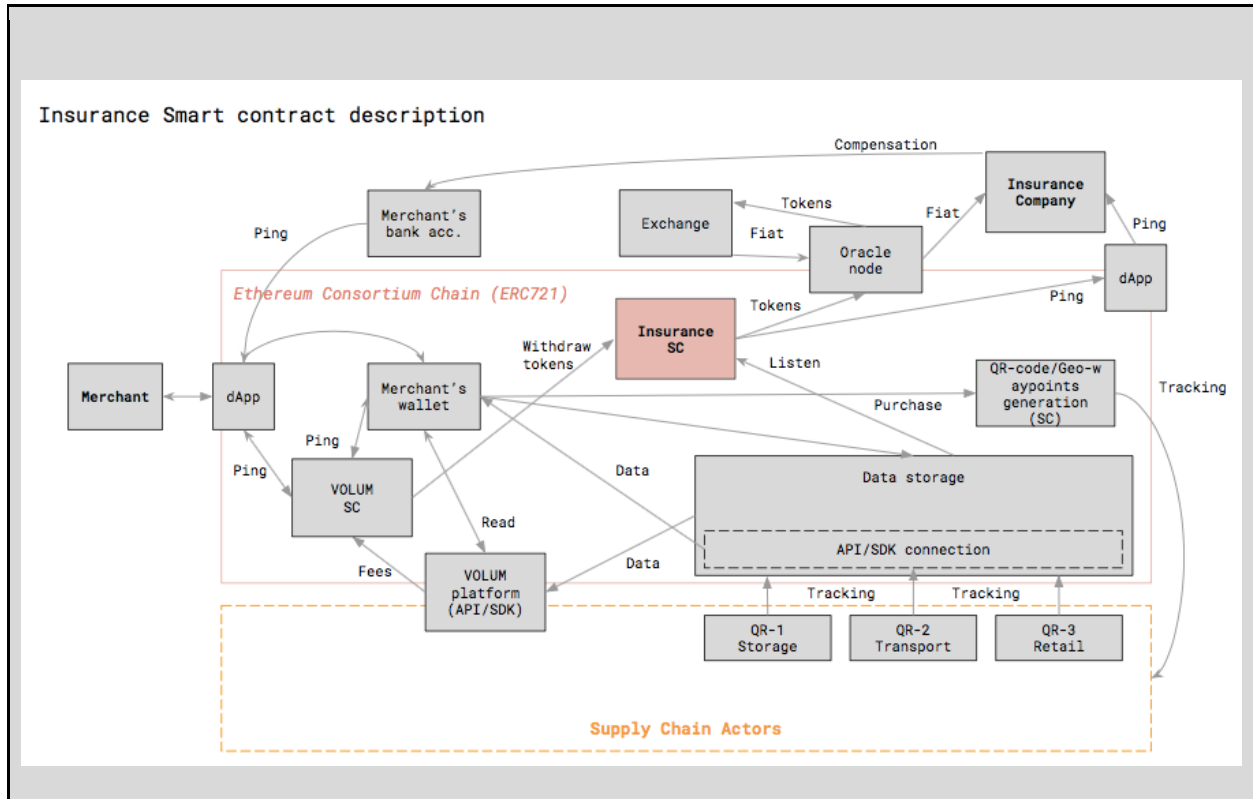 Insurance Smart contract description
Compensation
Insurance
Company
Merchant's
bank acc.
Exchange
Tokens
Fiat
Oracle
node
Fiat
Ping
dApp
Ping
Ethereum Consortium Chain (ERC721)
Insurance
SC
Tokens
Ping
Withdraw
tokens
Listen
Merchant
dApp
Merchant's
wallet
QR-code/Geo-w
aypoints
generation
(SC)
Tracking
Purchase
Ping
Ping
VOLUM
SC
Data
Data storage
Read
API/SDK connection
Fees
VOLUM
platform
(API/SDK)
Data
Tracking
Tracking
QR-1
Storage
QR-2
Transport
QR-3
Retail
Supply Chain Actors